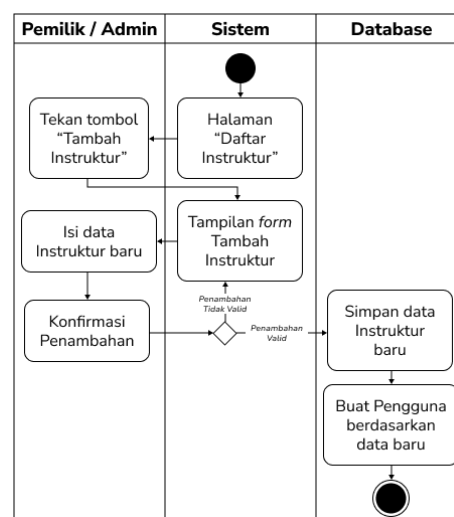 Pemilik / Admin
Sistem
Database
Tekan tombol
“Tambah
Instruktur”
Halaman
“Daftar
Instruktur”
Isi data
Instruktur baru
Tampilan form
Tambah
Instruktur
Konfirmasi
Penambahan
Penambahan
Tidak Valid
Penambahan
Valid
Simpan data
Instruktur
baru
Buat Pengguna
berdasarkan
data baru